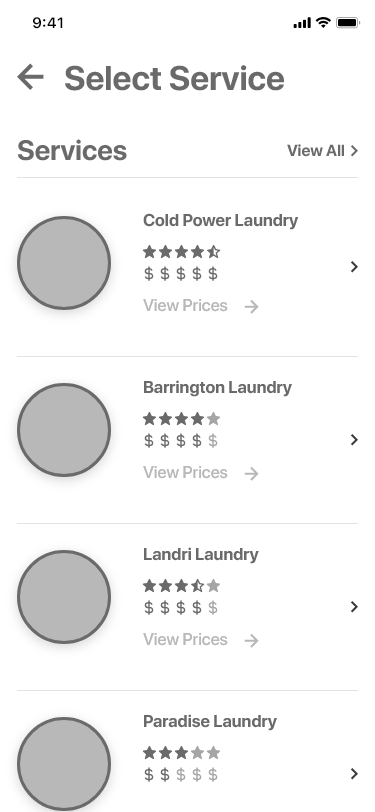 9:41
Select Service
Services
View All
Cold Power Laundry
$ $ $ $ $
View Prices
Barrington Laundry
$ $ $ $ $
View Prices
Landri Laundry
$ $ $ $ $
View Prices
Paradise Laundry
$ $ $ $ $